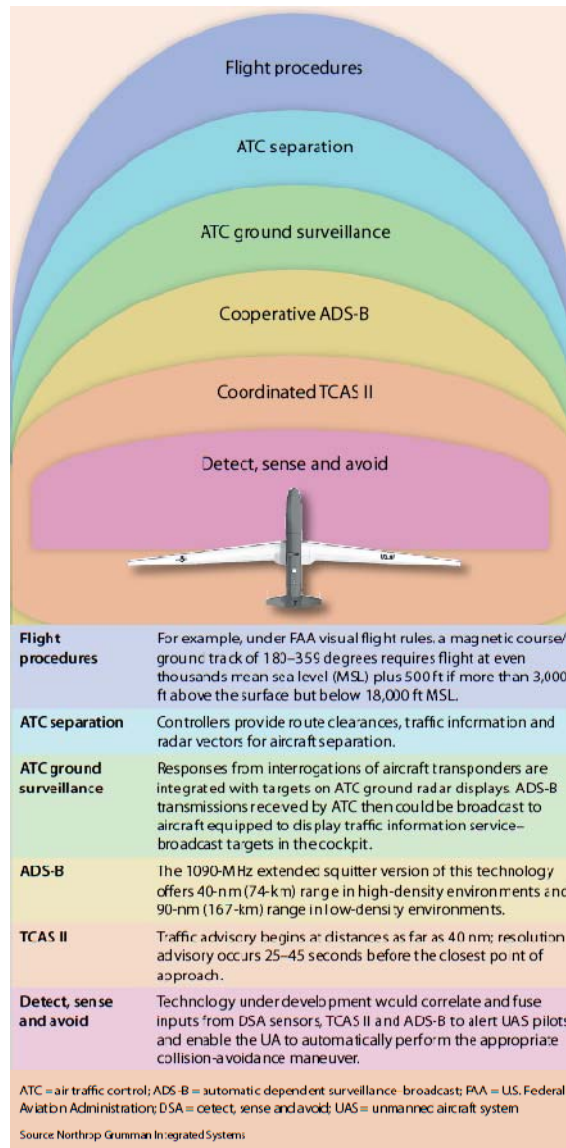 Flight procedures
ATC separation
ATC ground surveillance
Cooperative ADS-B
Coordinated TCAS II
Detect, sense and avoid
Flight procedures
For example, under FAA visual flight rules, a magnetic course/
ground track of 180–359 degrees requires flight at even
thousands mean sea level (MSL) plus 500 ft if more than 3,000
ft above the surface but below 18,000 ft MSL.
ATC separation
Controllers provide route clearances, traffic information and
radar vectors for aircraft separation.
ATC ground surveillance
Responses from interrogations of aircraft transponders are
integrated with targets on ATC ground radar displays. ADS-B
transmissions received by ATC then could be broadcast to
aircraft equipped to display traffic information service–
broadcast targets in the cockpit.
ADS-B
The 1090-MHz extended squitter version of this technology
offers 40-nm (74-km) range in high-density environments and
90-nm (167-km) range in low-density environments.
TCAS II
Traffic advisory begins at distances as far as 40 nm; resolution
advisory occurs 25–45 seconds before the closest point of
approach.
Detect, sense and avoid
Technology under development would correlate and fuse
inputs from DSA sensors, TCAS II and ADS-B to alert UAS pilots
and enable the UA to automatically perform the appropriate
collision-avoidance maneuver.
ATC = air traffic control; ADS-B = automatic dependent surveillance–broadcast; FAA = U.S. Federal
Aviation Administration; DSA = detect, sense and avoid; UAS = unmanned aircraft system
Source: Northrop Grumman Integrated Systems